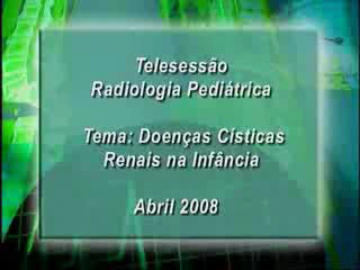 Telesessão
Radiologia Pediátrica
Tema: Doenças Císticas
Renais na Infância
Abril 2008